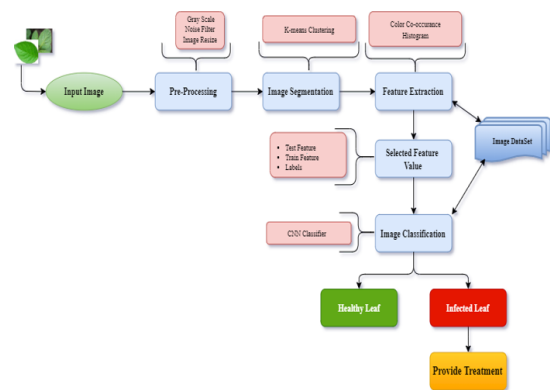 Gray Scale
Noise Filter
Image Resize
K-means Clustering
Color Co-occurance
Histogram
Input Image
Pre-Processing
Image Segmentation
Feature Extraction
Image DataSet
Test Feature
Train Feature
Labels
Selected Feature
Value
CNN Classifier
Image Classification
Healthy Leaf
Infected Leaf
Provide Treatment